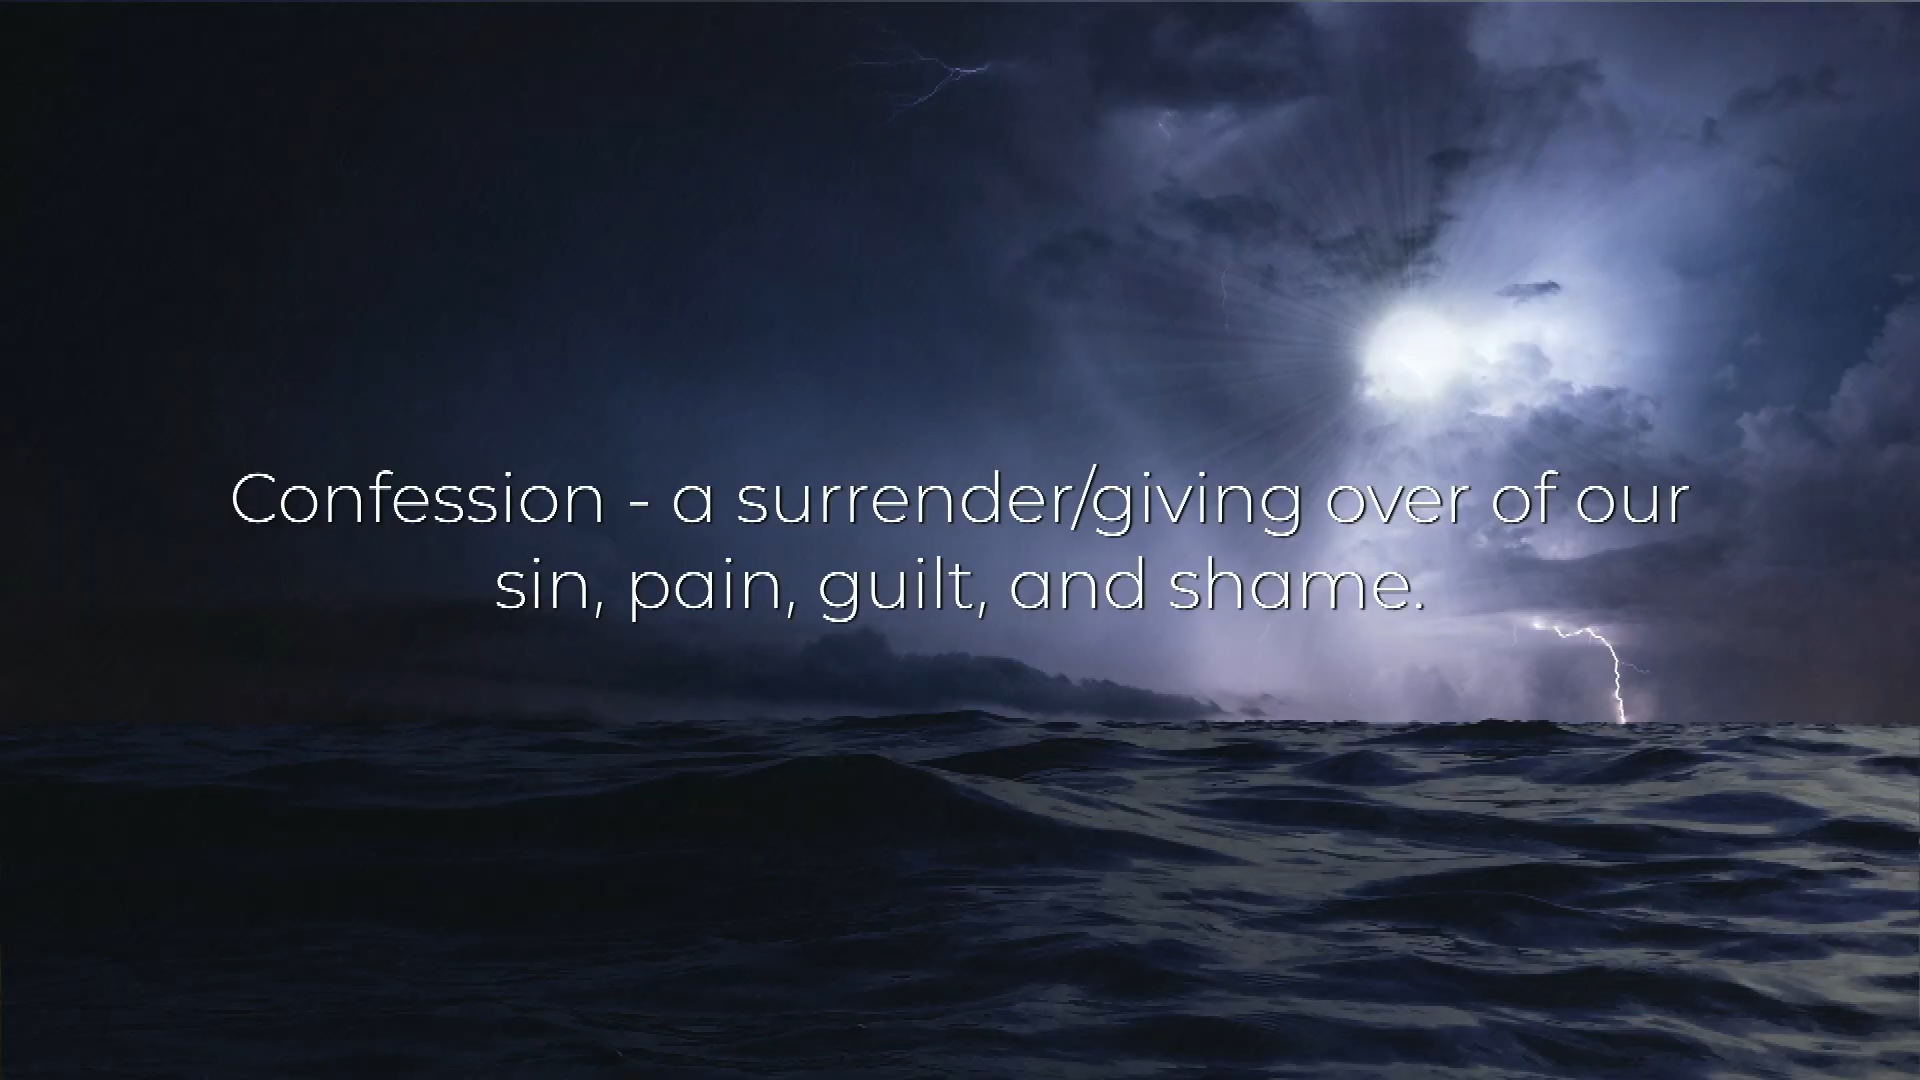 Confession - a surrender/giving over of our
sin, pain, guilt, and shame.